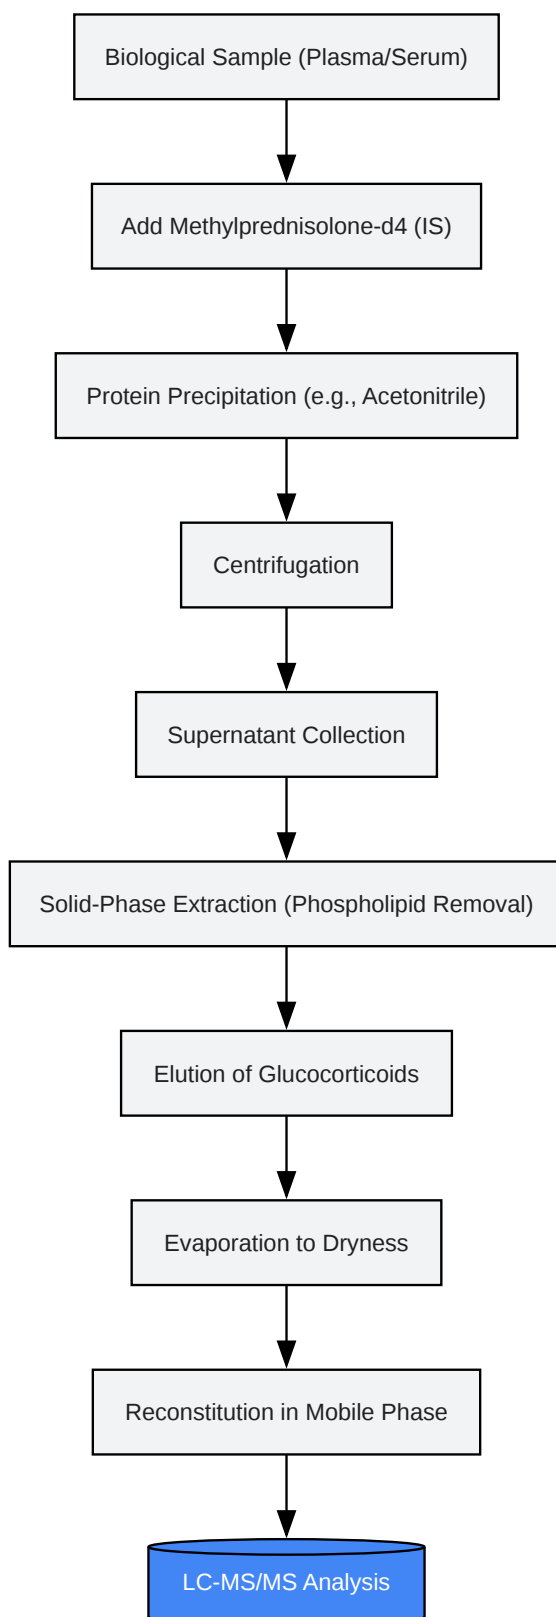 Biological Sample (Plasma/Serum)
Add Methylprednisolone-d4 (IS)
Protein Precipitation (e.g., Acetonitrile)
Centrifugation
Supernatant Collection
Solid-Phase Extraction (Phospholipid Removal)
Elution of Glucocorticoids
Evaporation to Dryness
Reconstitution in Mobile Phase
LC-MS/MS Analysis